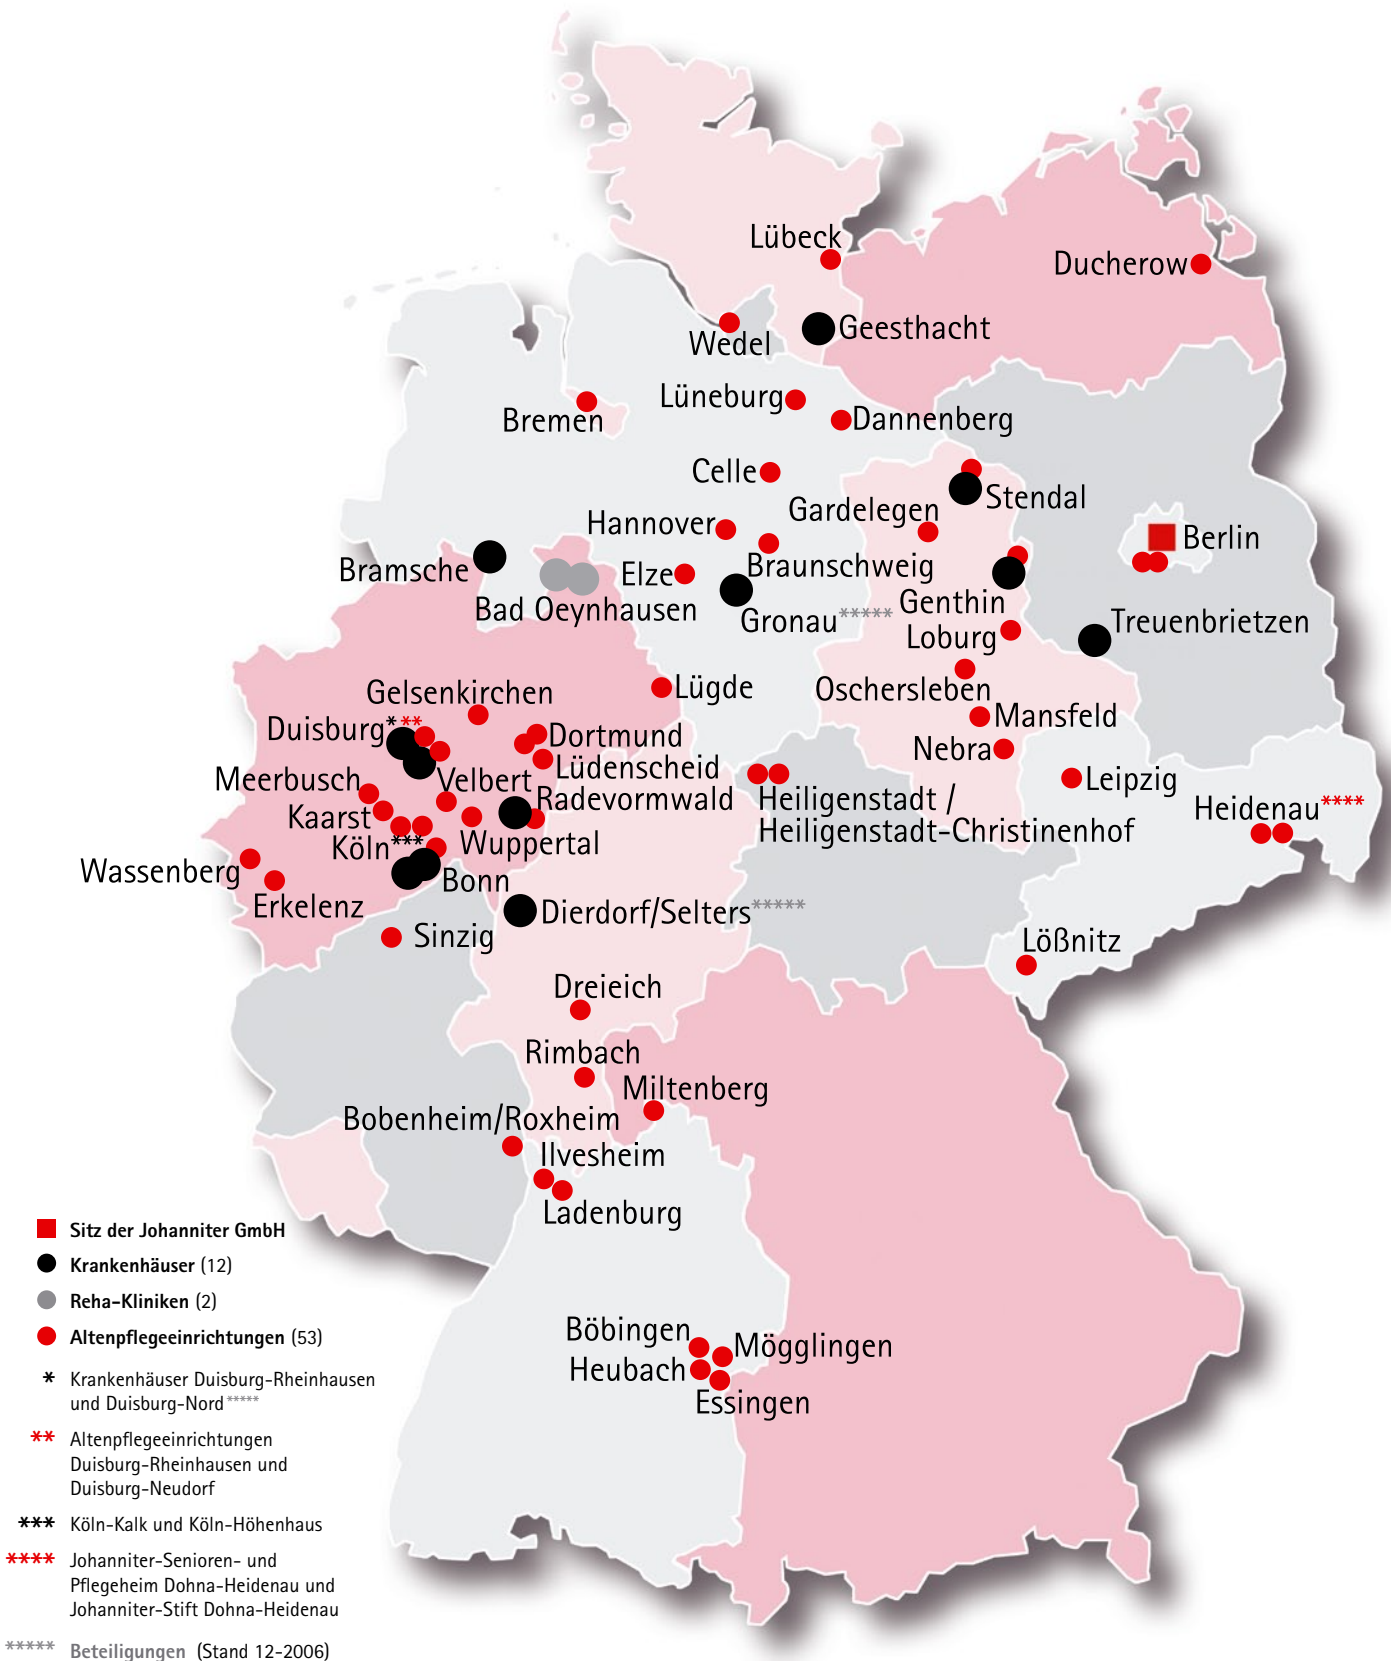 Lübeck
Ducherow
Geesthacht
Wedel
Lüneburg
Bremen
Dannenberg
Celle
Stendal
Gardelegen
Hannover
Berlin
Braunschweig
Bramsche
Elze
Genthin
Bad Oeynhausen
Gronau*****
Treuenbrietzen
Loburg
Lügde
Oschersleben
Gelsenkirchen
Mansfeld
Duisburg* **
Dortmund
Nebra
Lüdenscheid
Meerbusch
Velbert
Leipzig
Radevormwald
Heiligenstadt /
Heiligenstadt-Christinenhof
Heidenau****
Kaarst
Wuppertal
Köln***
Wassenberg
Bonn
Erkelenz
Dierdorf/Selters*****
Sinzig
Lößnitz
Dreieich
Rimbach
Miltenberg
Bobenheim/Roxheim
Ilvesheim
Ladenburg
Böbingen
Mögglingen
Heubach
Essingen
Sitz der Johanniter GmbH
Krankenhäuser (12)
Reha-Kliniken (2)
Altenpflegeeinrichtungen (53)
* Krankenhäuser Duisburg-Rheinhausen
und Duisburg-Nord*****
** Altenpflegeeinrichtungen
Duisburg-Rheinhausen und
Duisburg-Neudorf
*** Köln-Kalk und Köln-Höhenhaus
**** Johanniter-Senioren- und
Pflegeheim Dohna-Heidenau und
Johanniter-Stift Dohna-Heidenau
***** Beteiligungen (Stand 12-2006)